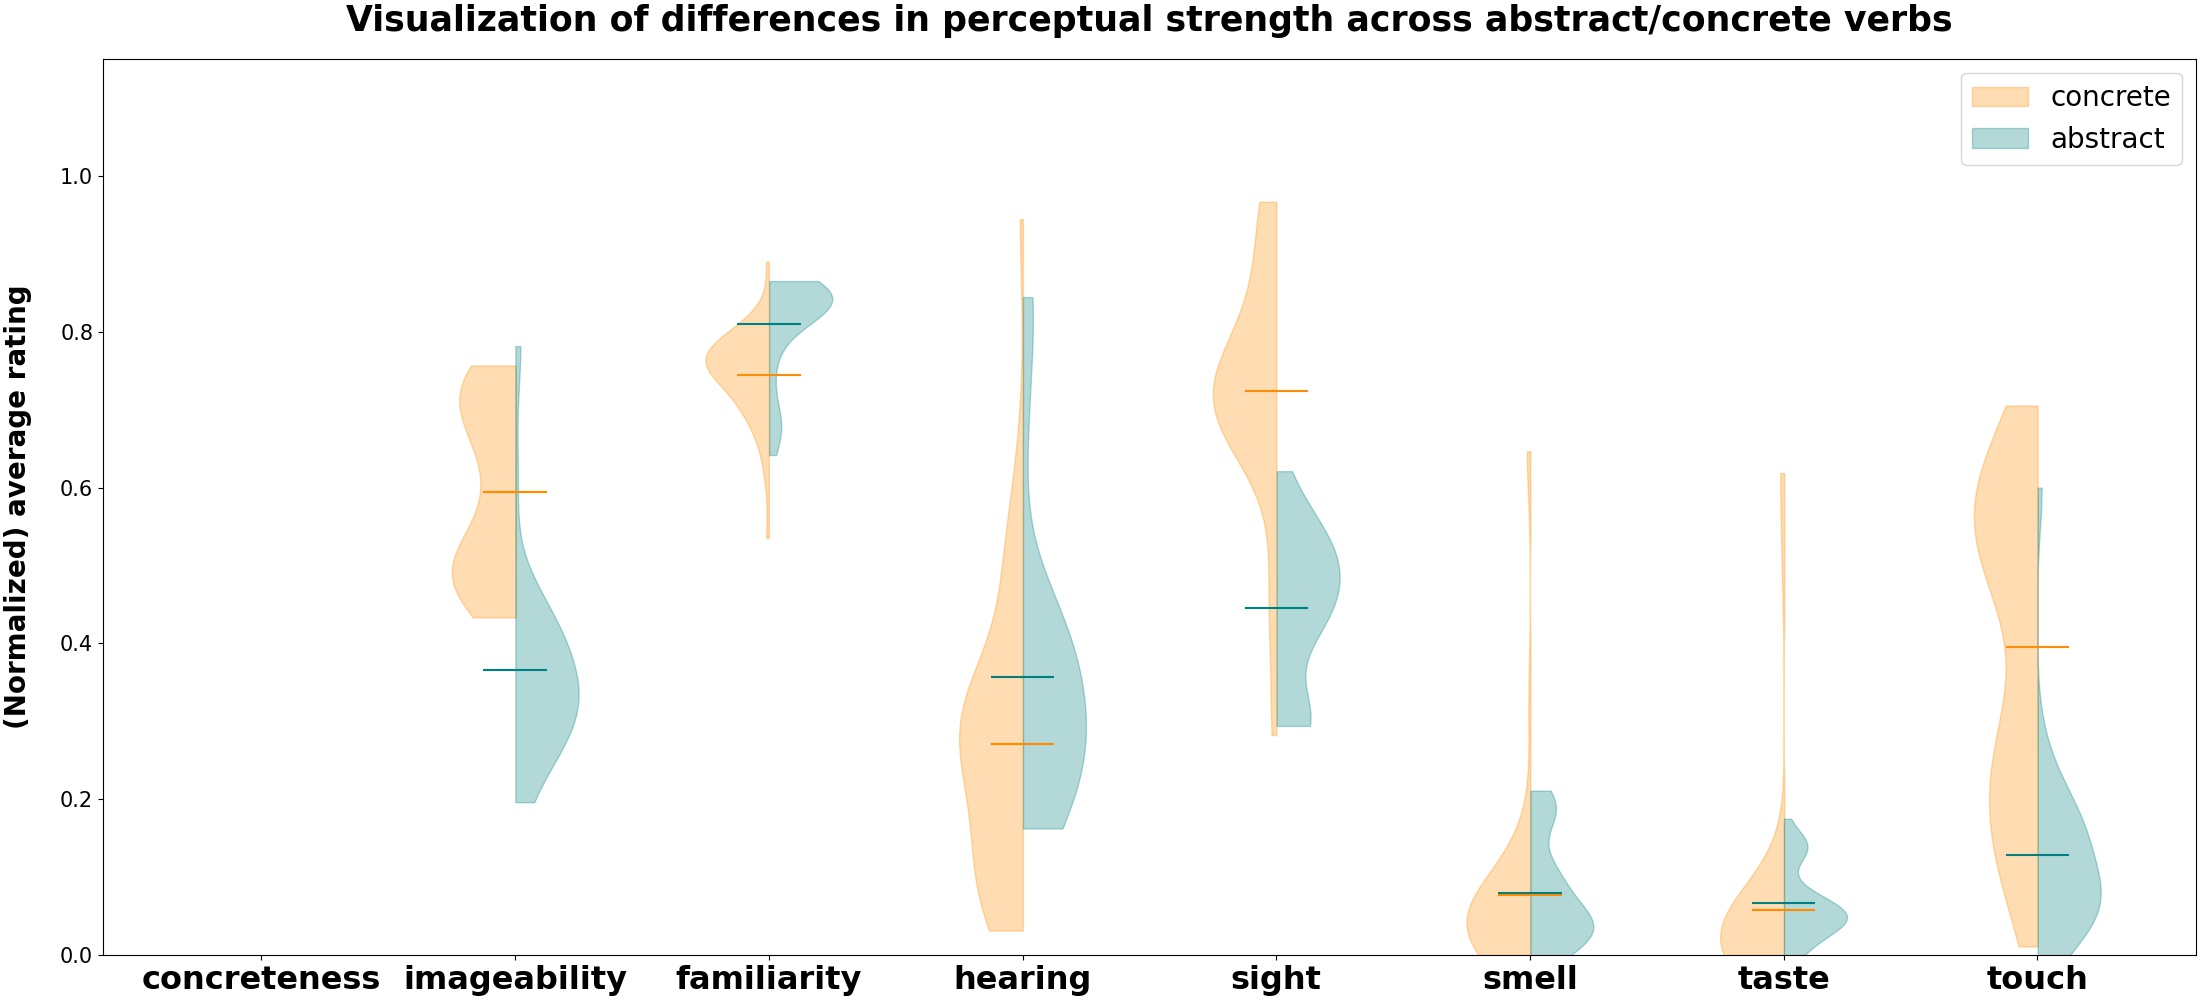 Visualization of differences in perceptual strength across abstract/concrete verbs
concrete
abstract
(Normalized) average rating
1.0
0.8
0.6
0.4
0.2
0.0
concreteness imageability familiarity hearing sight smell taste touch